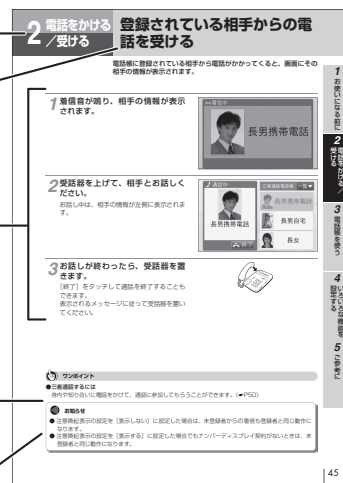 2 電話をかける
／受ける
登録されている相手からの電
話を受ける
電話帳に登録されている相手から電話がかかってくると、画面にその
相手の情報が表示されます。
1 着信音が鳴り、相手の情報が表示
されます。
着信中
長男携帯電話
2 受話器を上げて、相手とお話しく
ださい。
お話し中は、相手の情報が左側に表示されま
す。
通話中
長男携帯電話
終了
三者通話電話帳 一覧▼
長男携帯電話
長男自宅
長女
3 お話しが終わったら、受話器を置
きます。
［終了］をタッチして通話を終了することも
できます。
表示されるメッセージに従って受話器を置い
てください。
ワンポイント
●三者通話するには
身内や知り合いに電話をかけて、通話に参加してもらうことができます。（☛P50）
お知らせ
● 注意喚起表示の設定を［表示しない］に設定した場合は、未登録者からの着信も登録者と同じ動作に
なります。
● 注意喚起表示の設定を［表示する］に設定した場合でもナンバーディスプレイ契約がないときは、未
登録者と同じ動作になります。
1 お使いになる前に
2 電話をかける／
受ける
3 電話帳を使う
4 いろいろな機能を
設定する
5 ご参考に
45